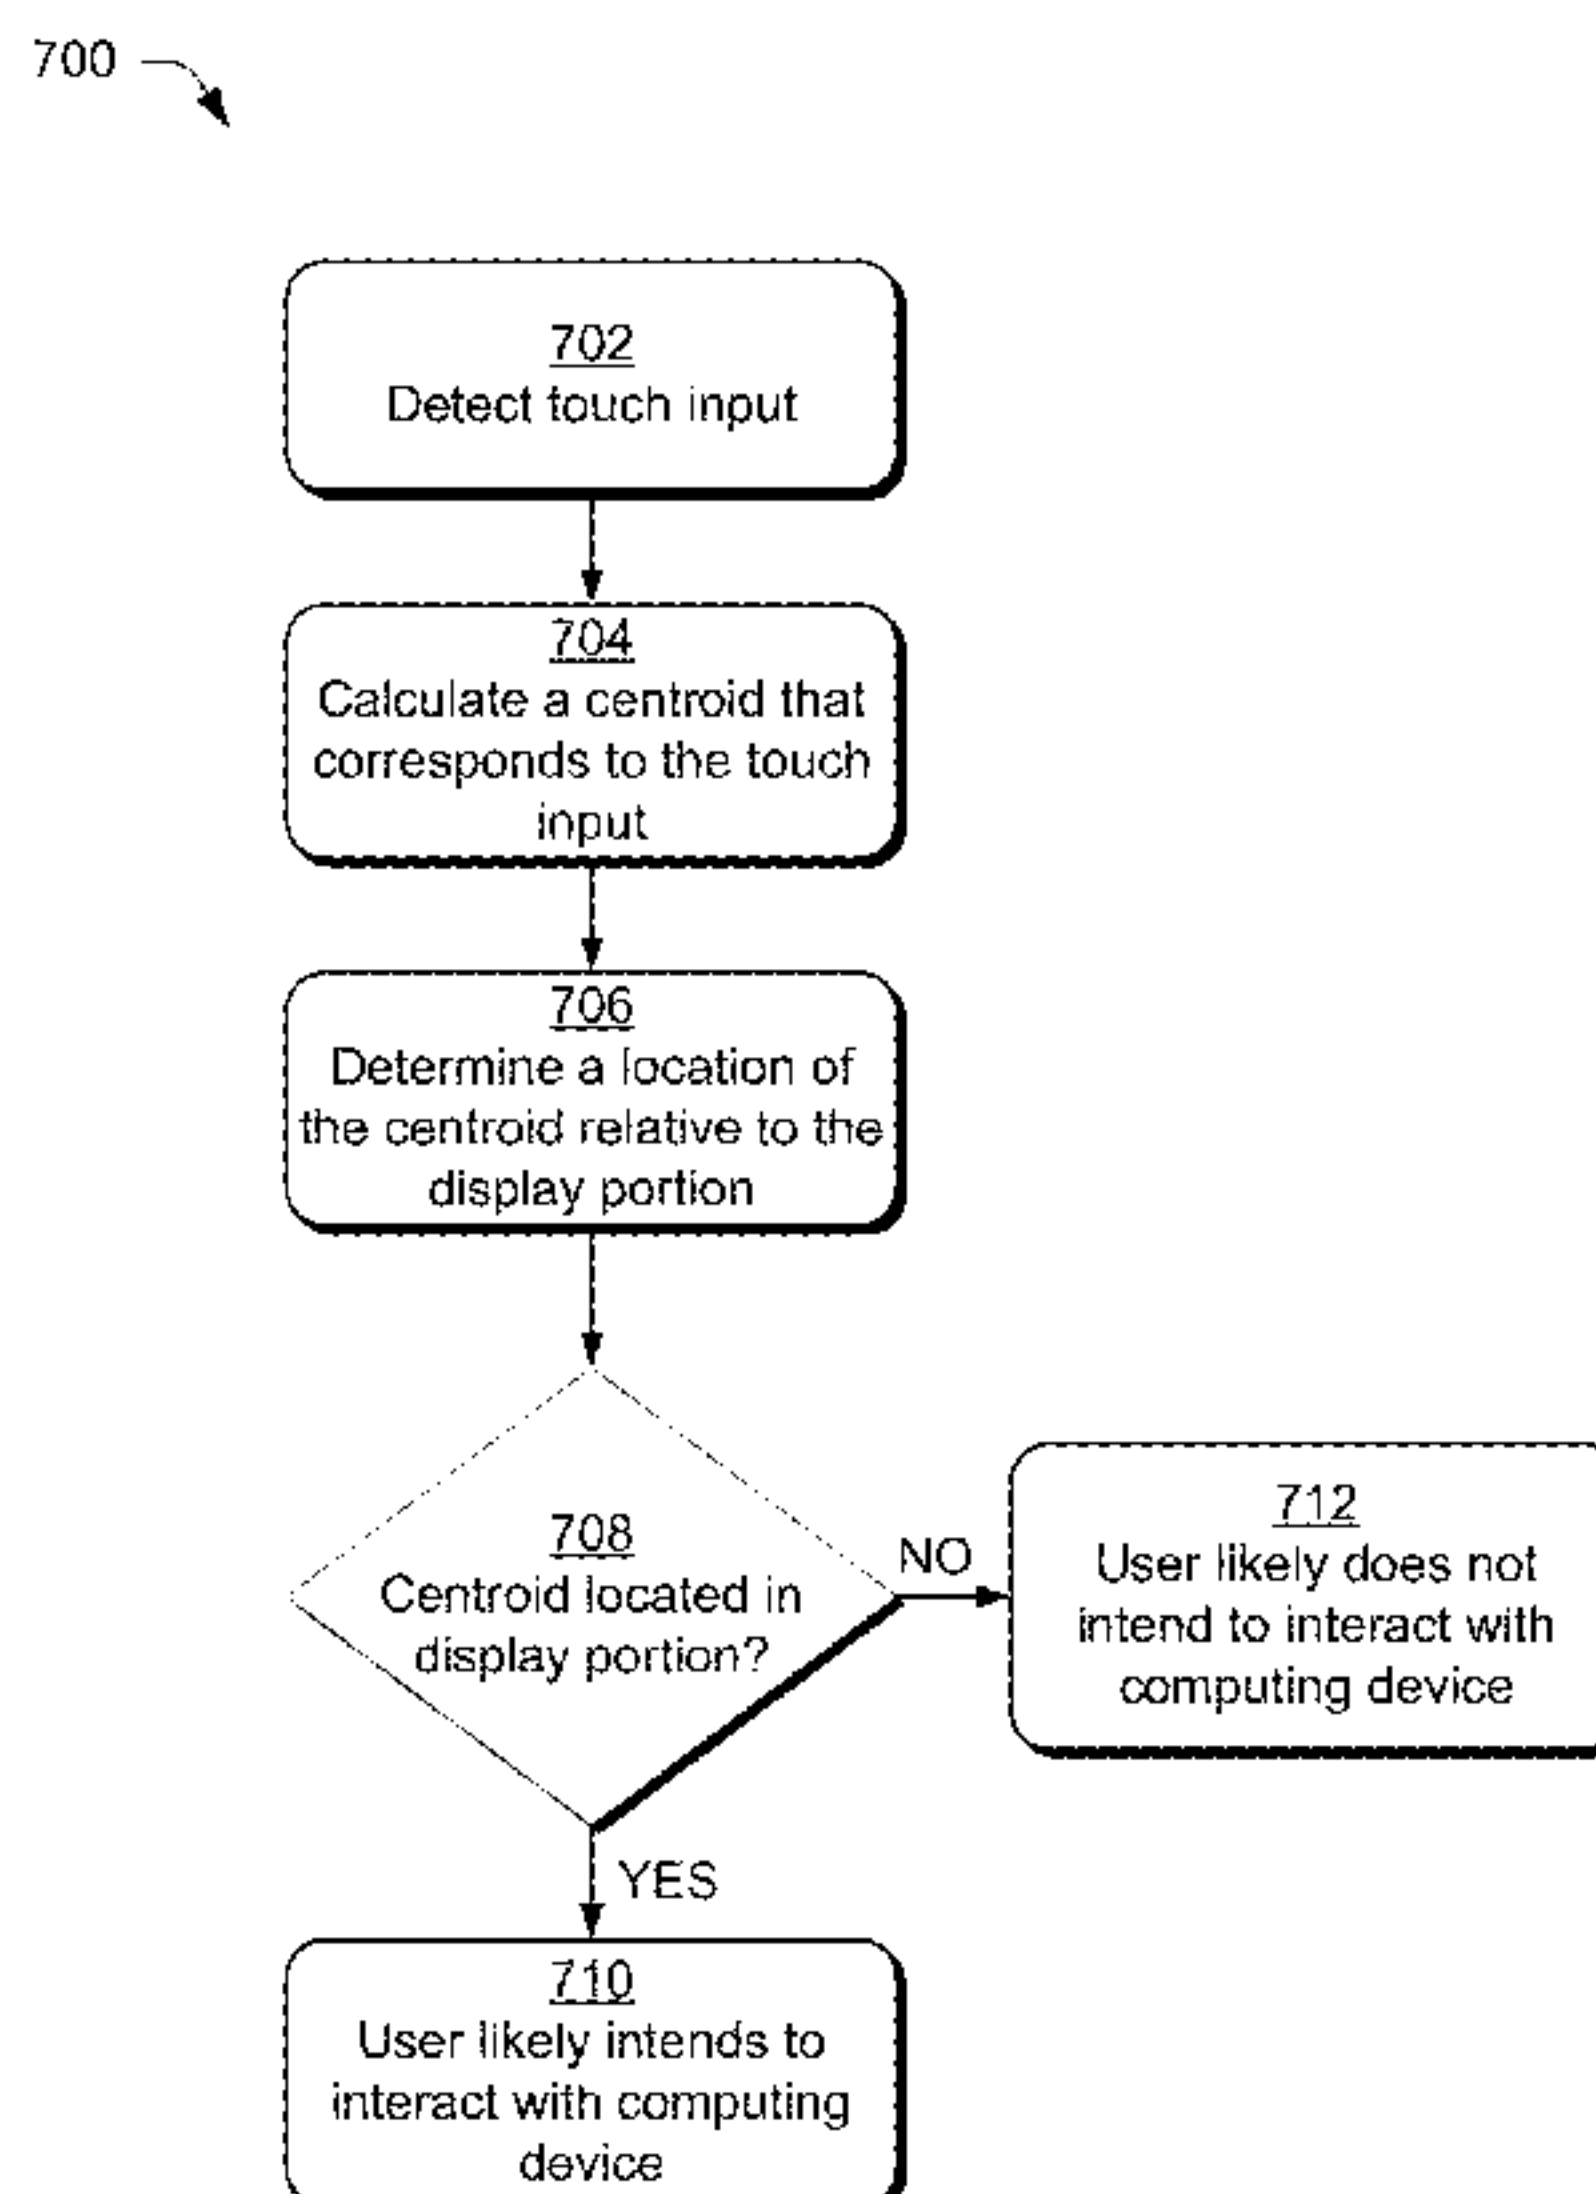 700
702
Detect touch input
704
Calculate a centroid that
corresponds to the touch
input
706
Determine a location of
the centroid relative to the
display portion
708
Centroid located in
display portion?
NO
712
User likely does not
intend to interact with
computing device
YES
710
User likely intends to
interact with computing
device